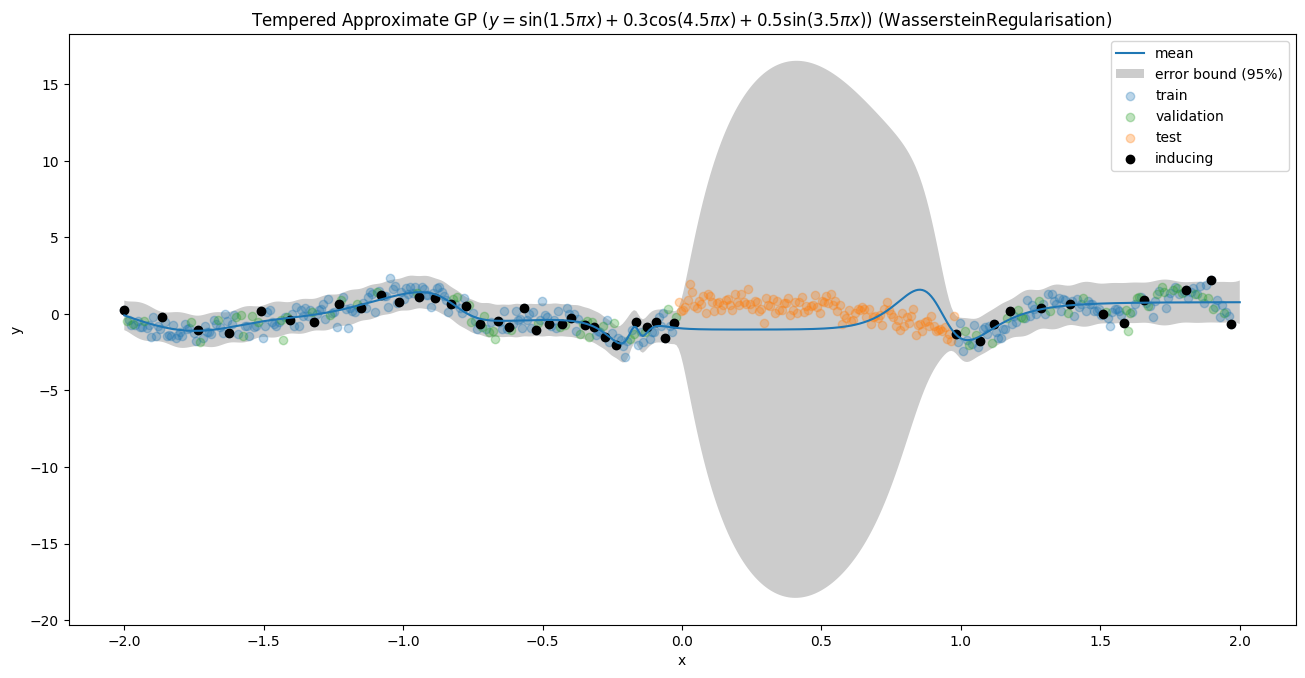 Tempered Approximate GP ($y = \sin(1.5\pi x) + 0.3\cos(4.5\pi x) + 0.5\sin(3.5\pi x)$) (WassersteinRegularisation)
mean
error bound (95%)
train
validation
test
inducing
15
10
5
0
−5
−10
−15
−20
y
−2.0 −1.5 −1.0 −0.5 0.0 0.5 1.0 1.5 2.0
x